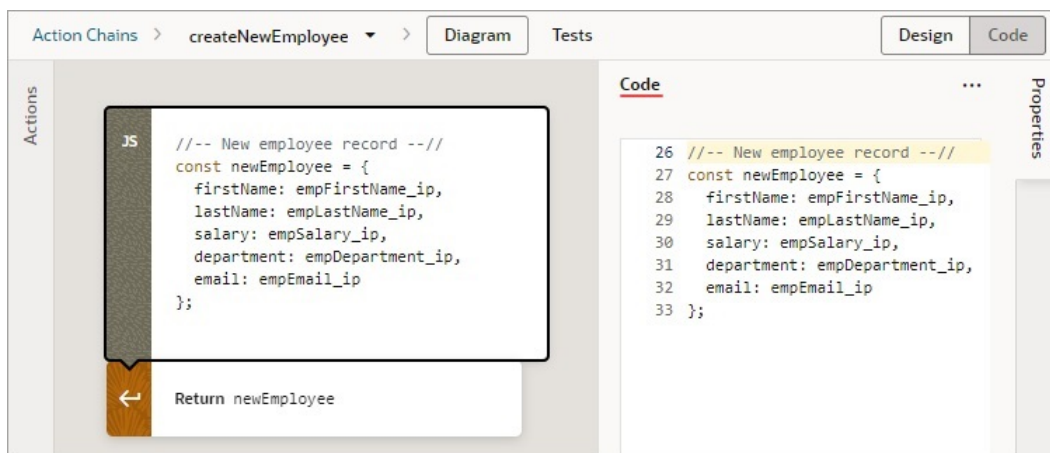 Action Chains > createNewEmployee > Diagram Tests Design Code
Actions
JS
//-- New employee record --//
const newEmployee = {
firstName: empFirstName_ip,
lastName: empLastName_ip,
salary: empSalary_ip,
department: empDepartment_ip,
email: empEmail_ip
};
Return newEmployee
Code ...
26 //-- New employee record --//
27 const newEmployee = {
28 firstName: empFirstName_ip,
29 lastName: empLastName_ip,
30 salary: empSalary_ip,
31 department: empDepartment_ip,
32 email: empEmail_ip
33 };
Properties